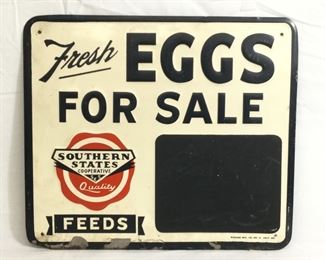 Fresh EGGS
FOR SALE
SOUTHERN
STATES
COOPERATIVE
Quality
FEEDS